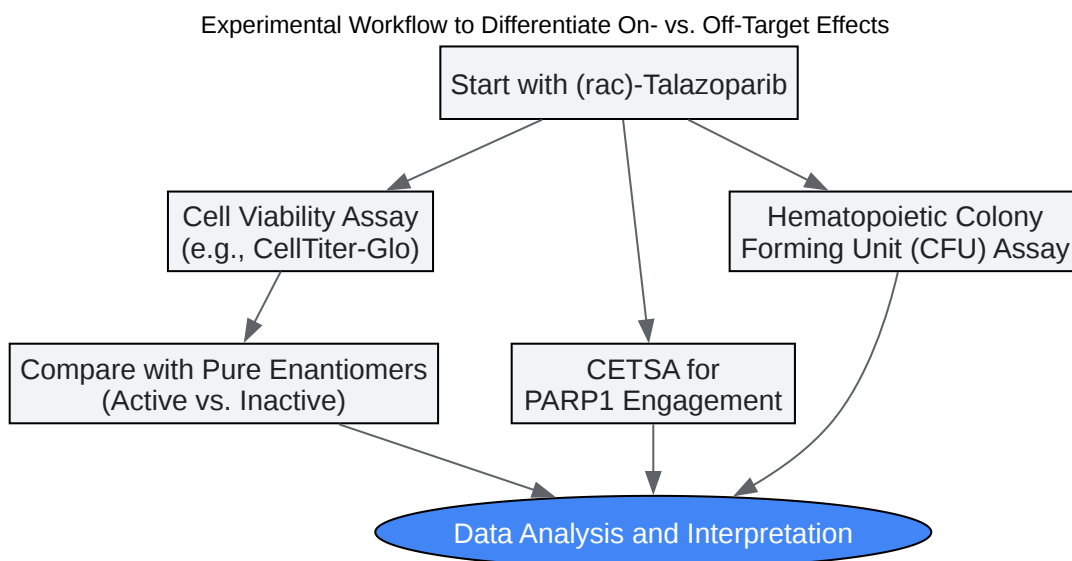 Experimental Workflow to Differentiate On- vs. Off-Target Effects
Start with (rac)-Talazoparib
Cell Viability Assay
(e.g., CellTiter-Glo)
Hematopoietic Colony
Forming Unit (CFU) Assay
Compare with Pure Enantiomers
(Active vs. Inactive)
CETSA for
PARP1 Engagement
Data Analysis and Interpretation